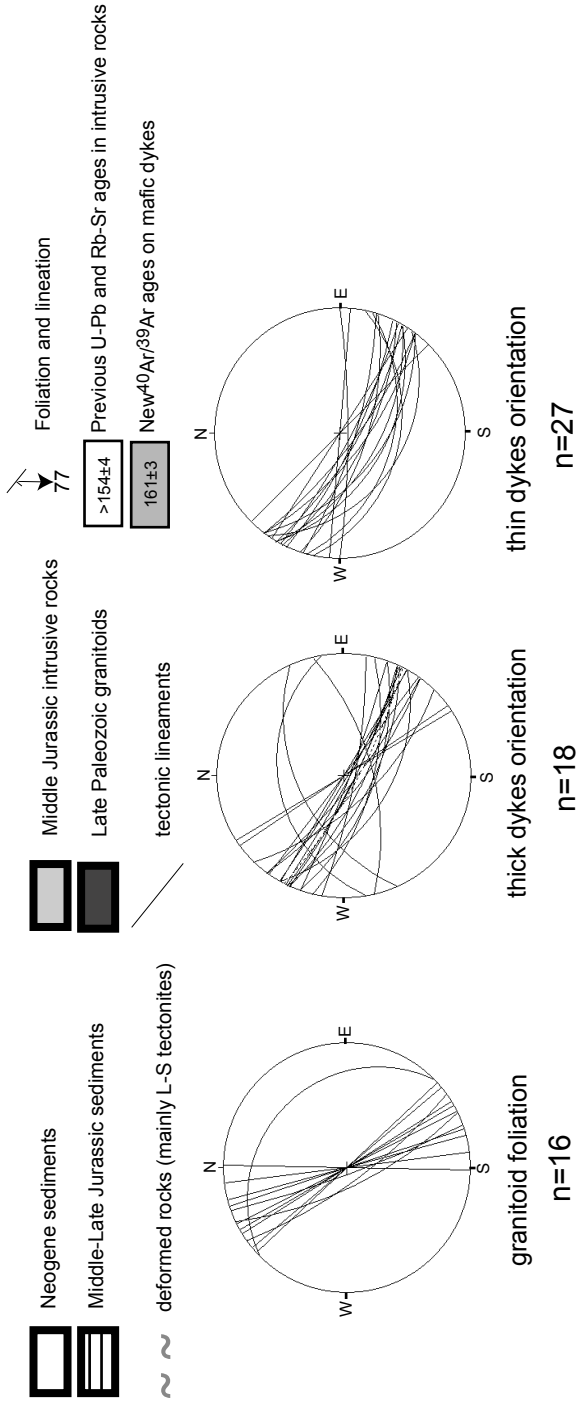 Neogene sediments
Middle-Late Jurassic sediments
deformed rocks (mainly L-S tectonites)
Middle Jurassic intrusive rocks
Late Paleozoic granitoids
tectonic lineaments
77
Foliation and lineation
>154±4
Previous U-Pb and Rb-Sr ages in intrusive rocks
161±3
New40Ar/39Ar ages on mafic dykes
N
W
E
S
granitoid foliation
n=16
N
W
E
S
thick dykes orientation
n=18
N
W
E
S
thin dykes orientation
n=27